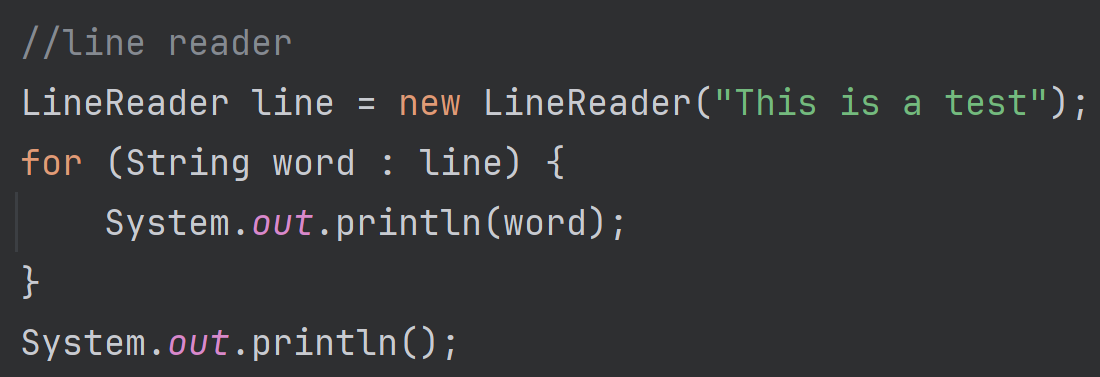 //line reader
LineReader line = new LineReader("This is a test");
for (String word : line) {
    System.out.println(word);
}
System.out.println();